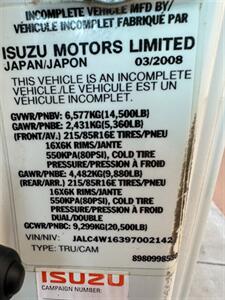 INCOMPLETE VEHICLE MFD BY/
VEHICULE INCOMPLET FABRIQUÉ PAR
ISUZU MOTORS LIMITED
JAPAN/JAPON 03/2008
THIS VEHICLE IS AN INCOMPLETE
VEHICLE./LE VEHICULE EST UN VEHICULE
INCOMPLET.
GVWR/PNBV: 6,577KG(14,500LB)
GAWR/PNBE: 2,431KG(5,360LB)
(FRONT/AV.) 215/85R16E TIRES/PNEU
16X6K RIMS/JANTE
550KPA(80PSI), COLD TIRE
PRESSURE/PRESSION À FROID
GAWR/PNBE: 4,482KG(9,880LB)
(REAR/ARR.) 215/85R16E TIRES/PNEU
16X6K RIMS/JANTE
550KPA(80PSI), COLD TIRE
PRESSURE/PRESSION À FROID
DUAL/DOUBLE
GCWR/PNBC: 9,299KG(20,500LB)
VIN/NIV: JALC4W16397002142
TYPE: TRU/CAM
ISUZU
CAMPAIGN NUMBER: